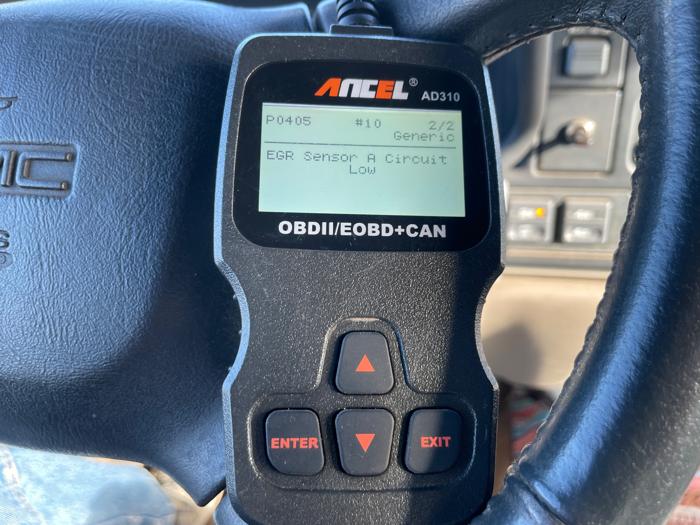 ANCEL® AD310
P0405 #10 2/2
Generic
EGR Sensor A Circuit
Low
OBDII/EOBD+CAN
ENTER EXIT